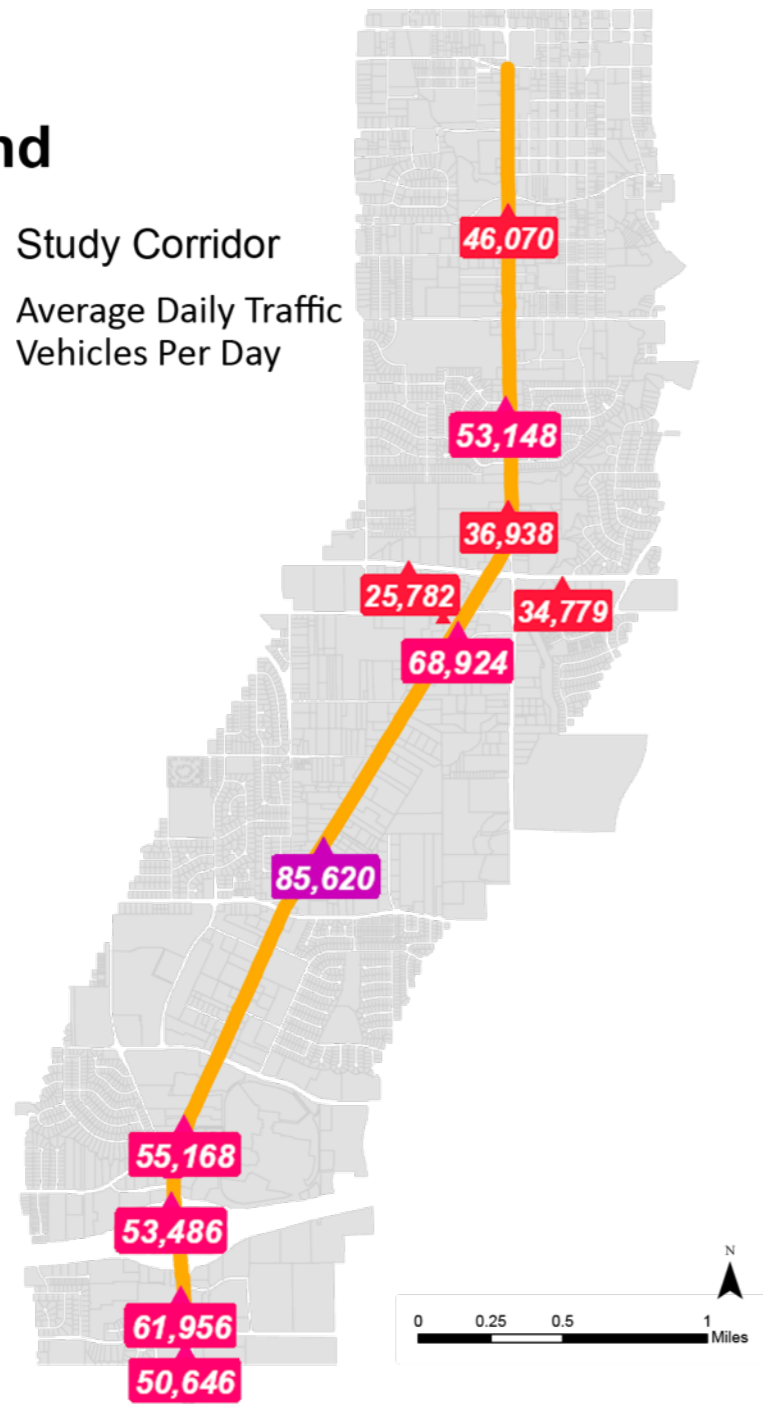 nd
Study Corridor
Average Daily Traffic
Vehicles Per Day
46,070
53,148
36,938
25,782
34,779
68,924
85,620
55,168
53,486
61,956
50,646
N
0 0.25 0.5 1
Miles